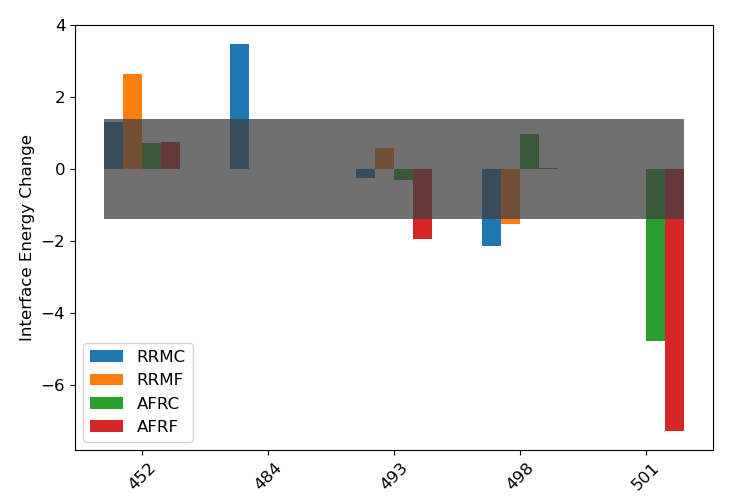 4
2
0
−2
−4
−6
Interface Energy Change
RRMC
RRMF
AFRC
AFRF
452
484
493
498
501